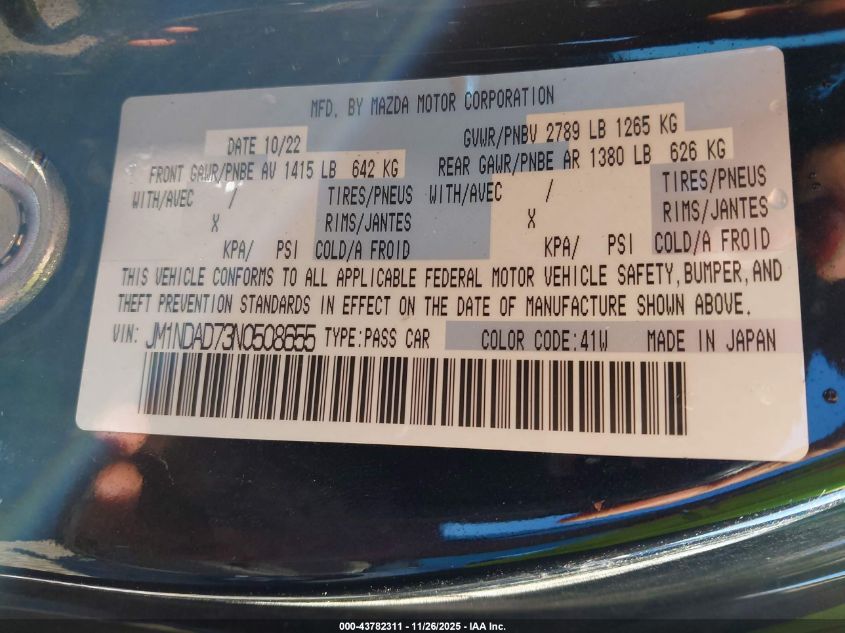 MFD. BY MAZDA MOTOR CORPORATION
DATE 10/22 GVWR/PNBV 2789 LB 1265 KG
FRONT GAWR/PNBE AV 1415 LB 642 KG REAR GAWR/PNBE AR 1380 LB 626 KG
WITH/AVEC / TIRES/PNEUS WITH/AVEC / TIRES/PNEUS
X RIMS/JANTES X RIMS/JANTES
KPA/ PSI COLD/A FROID KPA/ PSI COLD/A FROID
THIS VEHICLE CONFORMS TO ALL APPLICABLE FEDERAL MOTOR VEHICLE SAFETY, BUMPER, AND
THEFT PREVENTION STANDARDS IN EFFECT ON THE DATE OF MANUFACTURE SHOWN ABOVE.
VIN: JM1NDAD73N0508655 TYPE:PASS CAR COLOR CODE:41W MADE IN JAPAN
000-43782311 - 11/26/2025 - IAA Inc.